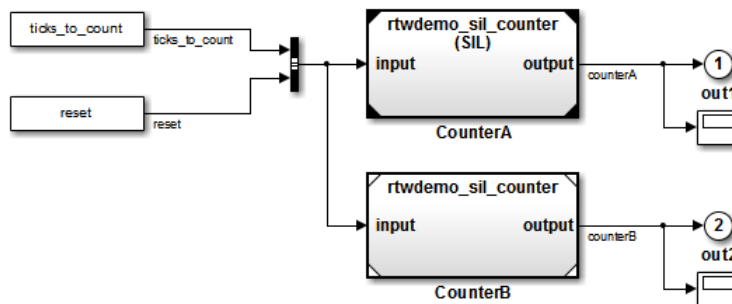 ticks_to_count
ticks_to_count
reset
reset
rtwdemo_sil_counter
(SIL)
input
output
counterA
CounterA
1
out1
rtwdemo_sil_counter
input
output
counterB
CounterB
2
out2